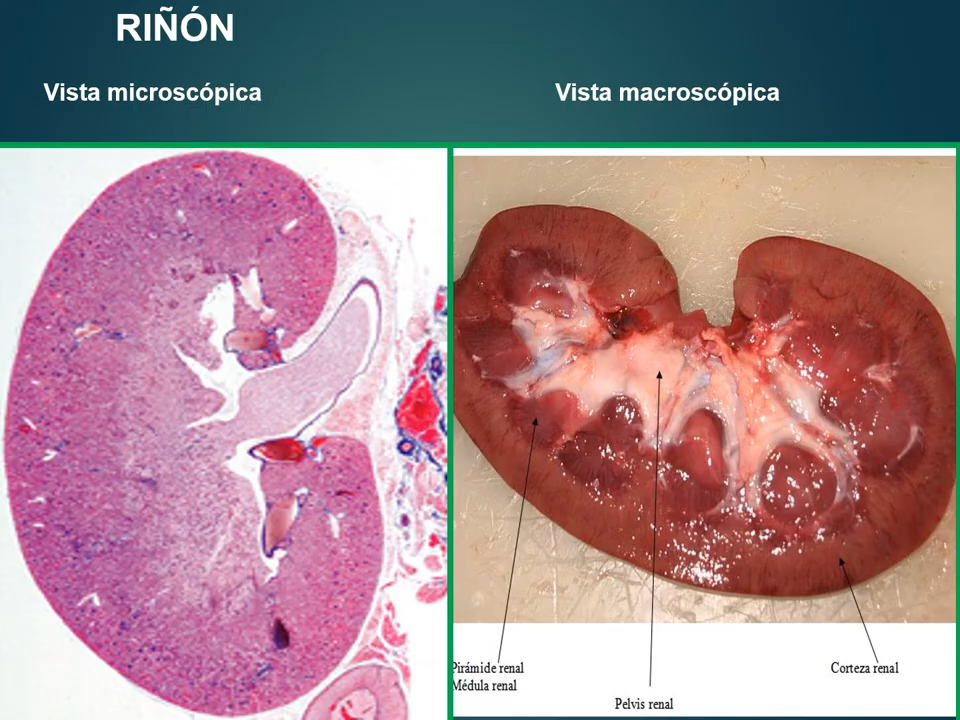 RIÑÓN
Vista microscópica
Vista macroscópica
Pirámide renal
Médula renal
Pelvis renal
Corteza renal